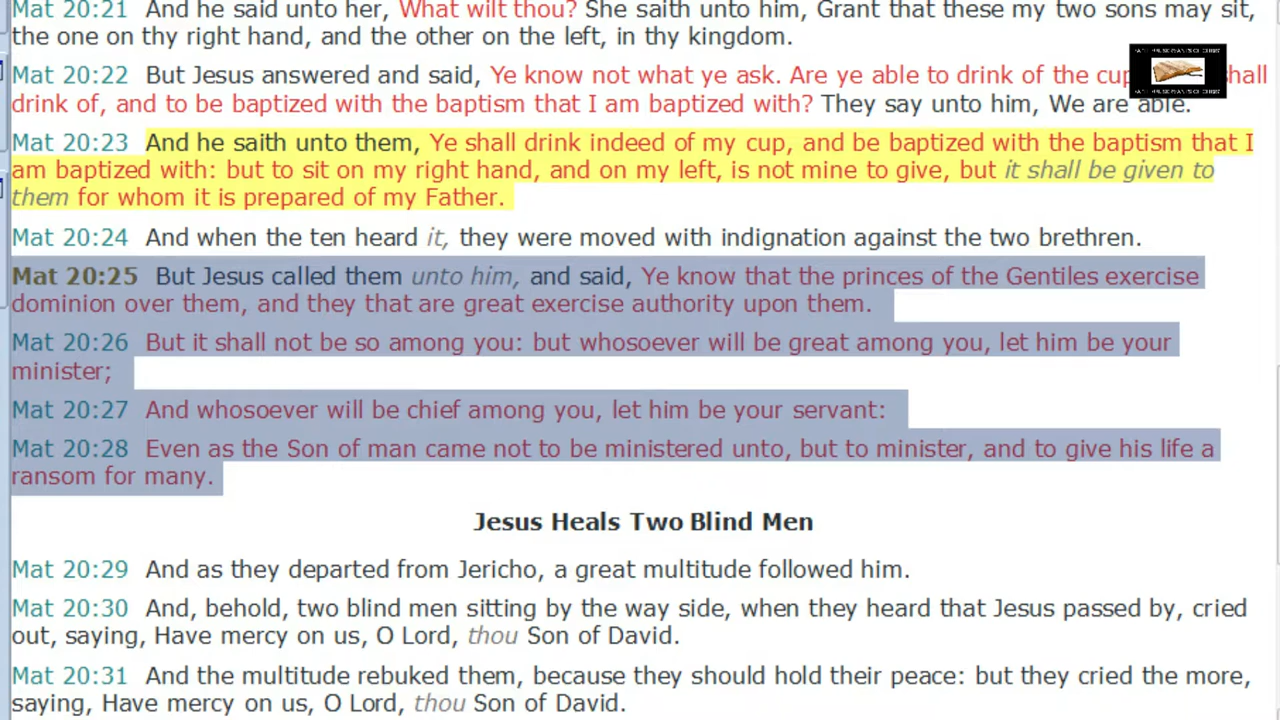 Mat 20:21 And he said unto her, What wilt thou? She saith unto him, Grant that these my two sons may sit,
the one on thy right hand, and the other on the left, in thy kingdom.
Mat 20:22 But Jesus answered and said, Ye know not what ye ask. Are ye able to drink of the cup shall
drink of, and to be baptized with the baptism that I am baptized with? They say unto him, We are able.
Mat 20:23 And he saith unto them, Ye shall drink indeed of my cup, and be baptized with the baptism that I
am baptized with: but to sit on my right hand, and on my left, is not mine to give, but it shall be given to
them for whom it is prepared of my Father.
Mat 20:24 And when the ten heard it, they were moved with indignation against the two brethren.
Mat 20:25 But Jesus called them unto him, and said, Ye know that the princes of the Gentiles exercise
dominion over them, and they that are great exercise authority upon them.
Mat 20:26 But it shall not be so among you: but whosoever will be great among you, let him be your
minister;
Mat 20:27 And whosoever will be chief among you, let him be your servant:
Mat 20:28 Even as the Son of man came not to be ministered unto, but to minister, and to give his life a
ransom for many.
Jesus Heals Two Blind Men
Mat 20:29 And as they departed from Jericho, a great multitude followed him.
Mat 20:30 And, behold, two blind men sitting by the way side, when they heard that Jesus passed by, cried
out, saying, Have mercy on us, O Lord, thou Son of David.
Mat 20:31 And the multitude rebuked them, because they should hold their peace: but they cried the more,
saying, Have mercy on us, O Lord, thou Son of David.